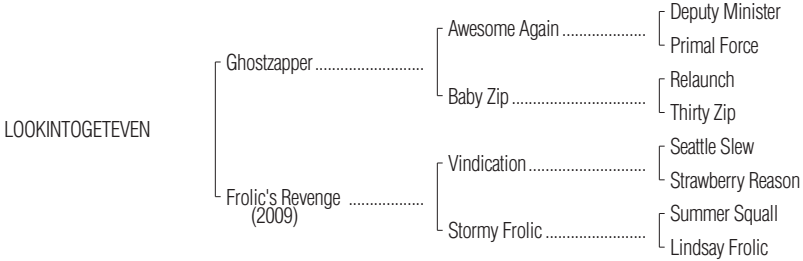 Deputy Minister
Awesome Again ....................
Primal Force
Ghostzapper ..........................
Relaunch
Baby Zip ................................
Thirty Zip
LOOKINTOGETEVEN
Seattle Slew
Vindication ............................
Strawberry Reason
Frolic's Revenge ..................
(2009)
Summer Squall
Stormy Frolic ........................
Lindsay Frolic